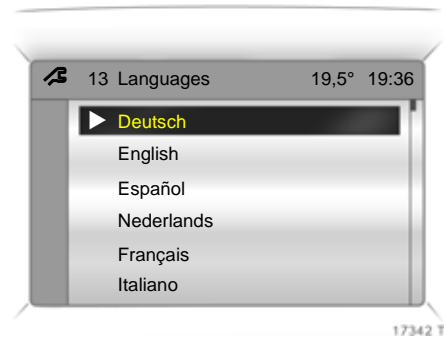 13 Languages 19,5° 19:36
Deutsch
English
Español
Nederlands
Français
Italiano
17342 T